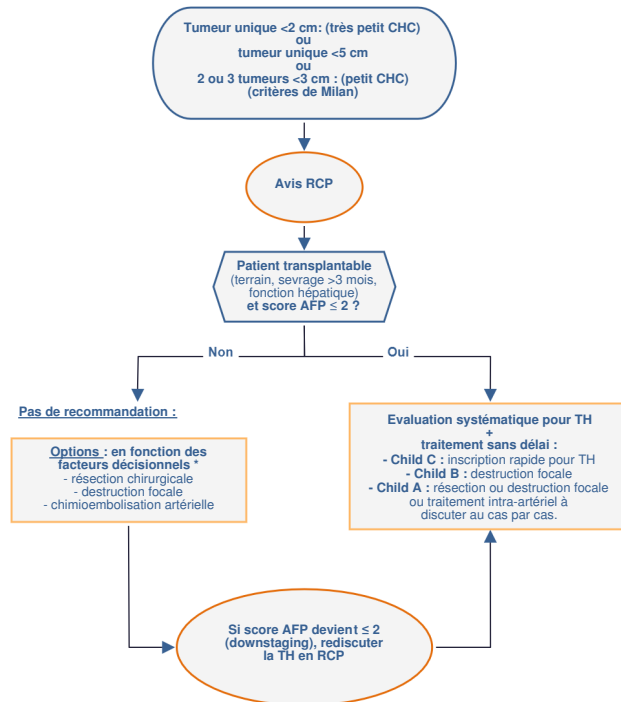 Tumeur unique <2 cm: (très petit CHC)
ou
tumeur unique <5 cm
ou
2 ou 3 tumeurs <3 cm : (petit CHC)
(critères de Milan)
Avis RCP
Patient transplantable
(terrain, sevrage >3 mois,
fonction hépatique)
et score AFP ≤ 2 ?
Non
Oui
Pas de recommandation :
Options : en fonction des
facteurs décisionnels *
- résection chirurgicale
- destruction focale
- chimioembolisation artérielle
Evaluation systématique pour TH
+
traitement sans délai :
- Child C : inscription rapide pour TH
- Child B : destruction focale
- Child A : résection ou destruction focale
ou traitement intra-artériel à
discuter au cas par cas.
Si score AFP devient ≤ 2
(downstaging), rediscuter
la TH en RCP